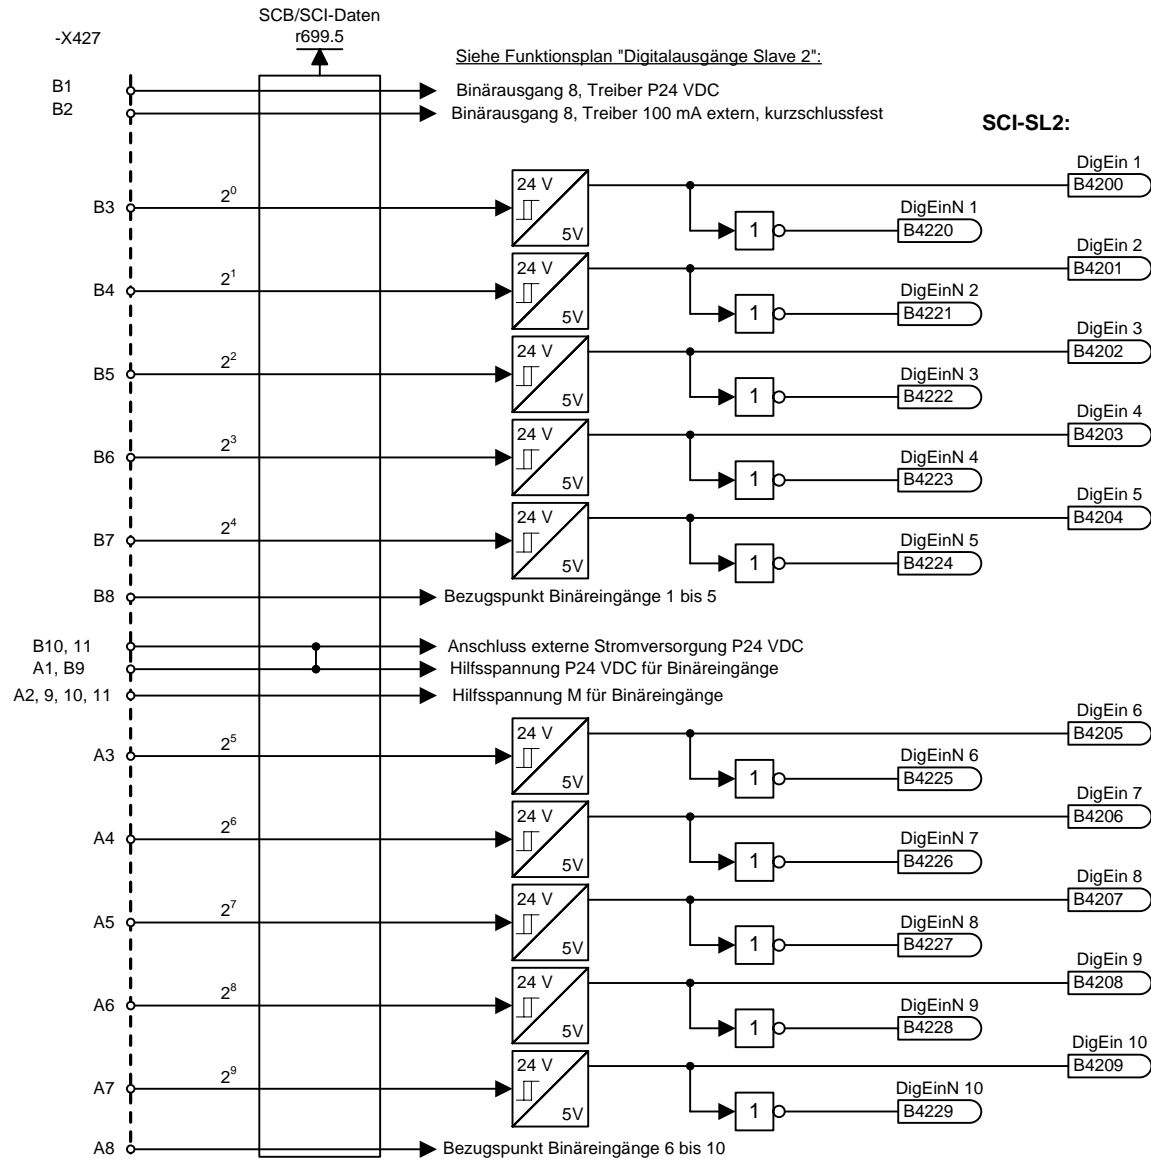 SCB/SCI-Daten
-X427
r699.5
Siehe Funktionsplan "Digitalausgänge Slave 2":
B1
Binärausgang 8, Treiber P24 VDC
B2
Binärausgang 8, Treiber 100 mA extern, kurzschlussfest
SCI-SL2:
DigEin 1
24 V
B4200
2^0
B3
DigEinN 1
1
B4220
5V
DigEin 2
24 V
B4201
2^1
B4
DigEinN 2
1
B4221
5V
DigEin 3
24 V
B4202
2^2
B5
DigEinN 3
1
B4222
5V
DigEin 4
24 V
B4203
2^3
B6
DigEinN 4
1
B4223
5V
DigEin 5
24 V
B4204
2^4
B7
DigEinN 5
1
B4224
5V
B8
Bezugspunkt Binäreingänge 1 bis 5
B10, 11
Anschluss externe Stromversorgung P24 VDC
A1, B9
Hilfsspannung P24 VDC für Binäreingänge
A2, 9, 10, 11
Hilfsspannung M für Binäreingänge
DigEin 6
24 V
B4205
2^5
A3
DigEinN 6
1
B4225
5V
DigEin 7
24 V
B4206
2^6
A4
DigEinN 7
1
B4226
5V
DigEin 8
24 V
B4207
2^7
A5
DigEinN 8
1
B4227
5V
DigEin 9
24 V
B4208
2^8
A6
DigEinN 9
1
B4228
5V
DigEin 10
24 V
B4209
2^9
A7
DigEinN 10
1
B4229
5V
A8
Bezugspunkt Binäreingänge 6 bis 10